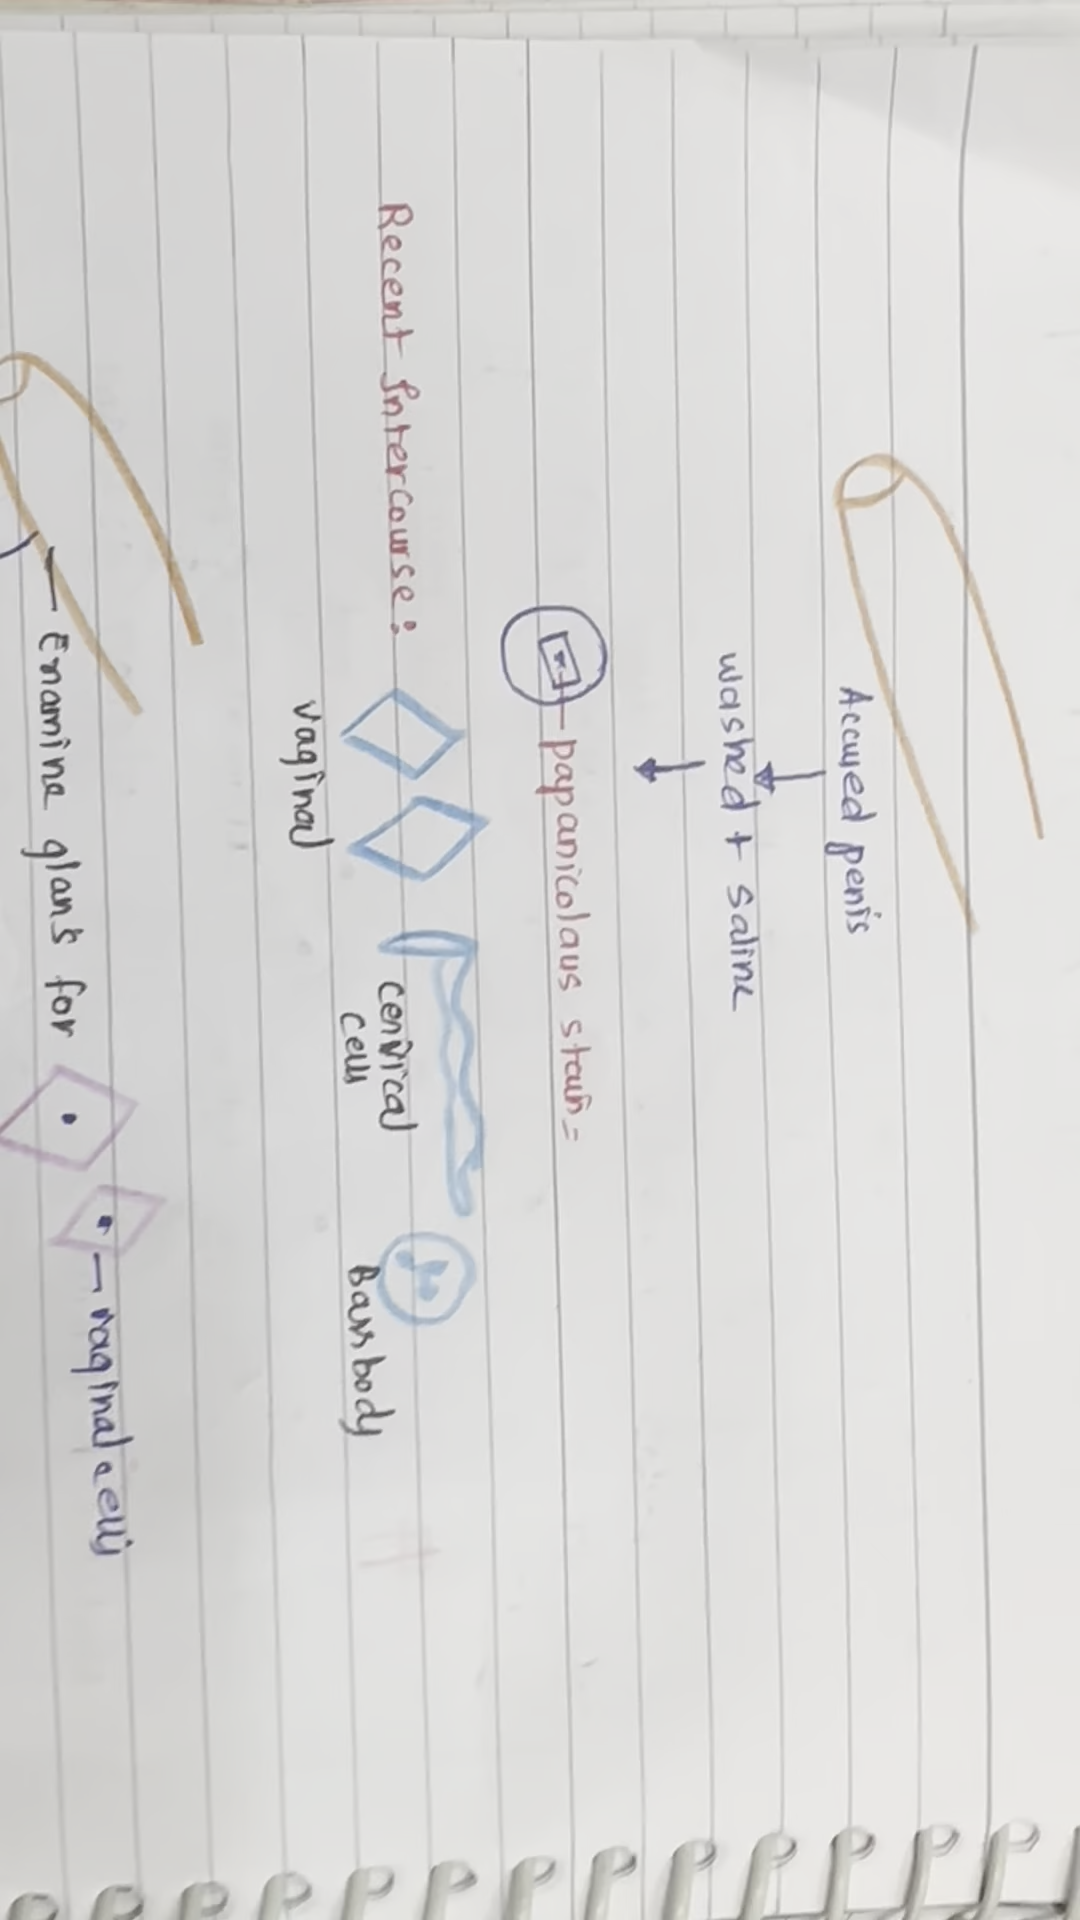 Accused penis
washed + saline
papanicolaus stain =
Recent Intercourse :
vaginal
cervical
cells
Barr body
Examine glans for
vaginal cells